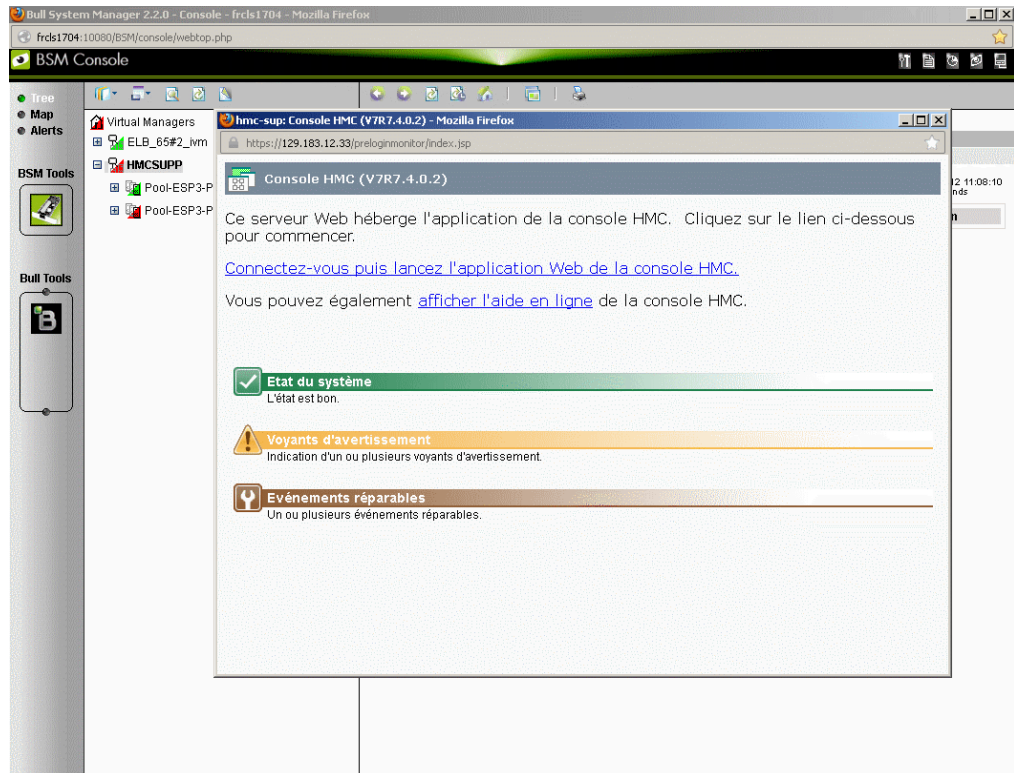 Bull System Manager 2.2.0 - Console - frcls1704 - Mozilla Firefox
frcls1704:10080/BSM/console/webtop.php
BSM Console
Tree
Map
Alerts
BSM Tools
Bull Tools
B
Virtual Managers
ELB_65#2_ivm
HMCSUPP
Pool-ESP3-P
Pool-ESP3-P
hmc-sup: Console HMC (V7R7.4.0.2) - Mozilla Firefox
https://129.183.12.33/preloginmonitor/index.jsp
Console HMC (V7R7.4.0.2)
Ce serveur Web héberge l'application de la console HMC. Cliquez sur le lien ci-dessous
pour commencer.
Connectez-vous puis lancez l'application Web de la console HMC.
Vous pouvez également afficher l'aide en ligne de la console HMC.
Etat du système
L'état est bon.
Voyants d'avertissement
Indication d'un ou plusieurs voyants d'avertissement.
Evénements réparables
Un ou plusieurs événements réparables.
12 11:08:10
nds
n